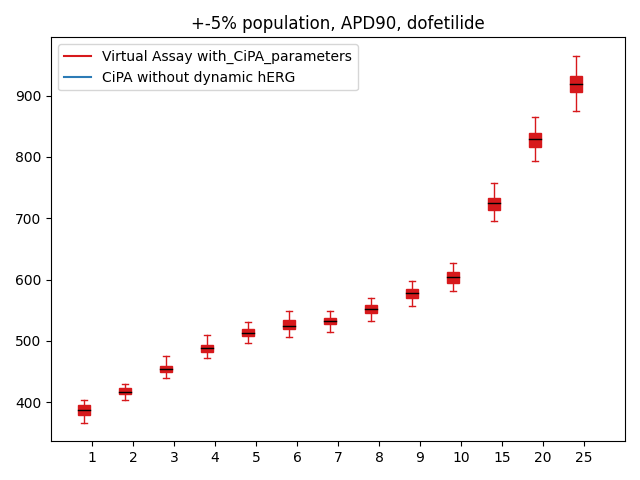 +-5% population, APD90, dofetilide
Virtual Assay with_CiPA_parameters
CiPA without dynamic hERG
900
800
700
600
500
400
1 2 3 4 5 6 7 8 9 10 15 20 25